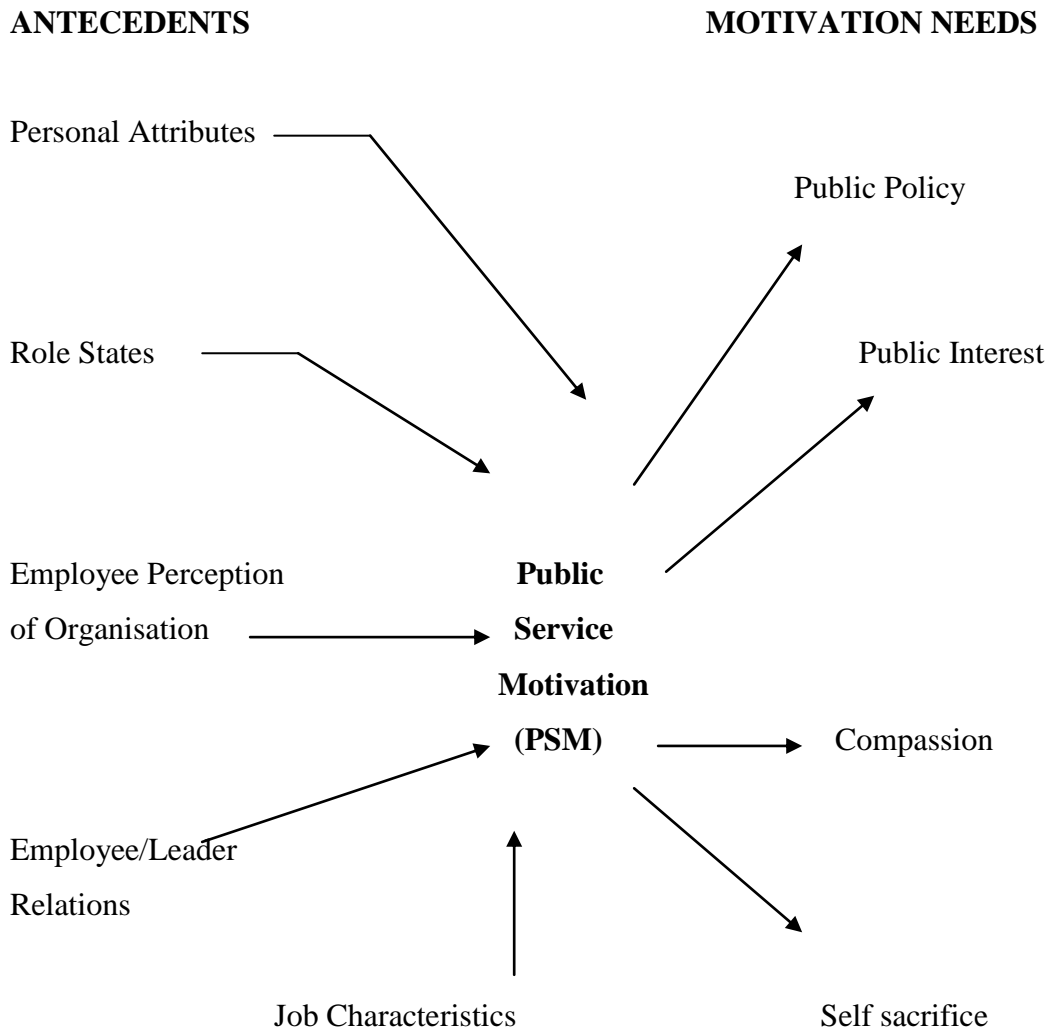 ANTECEDENTS
MOTIVATION NEEDS
Personal Attributes
Public Policy
Role States
Public Interest
Employee Perception
of Organisation
Public
Service
Motivation
(PSM)
Compassion
Employee/Leader
Relations
Job Characteristics
Self sacrifice